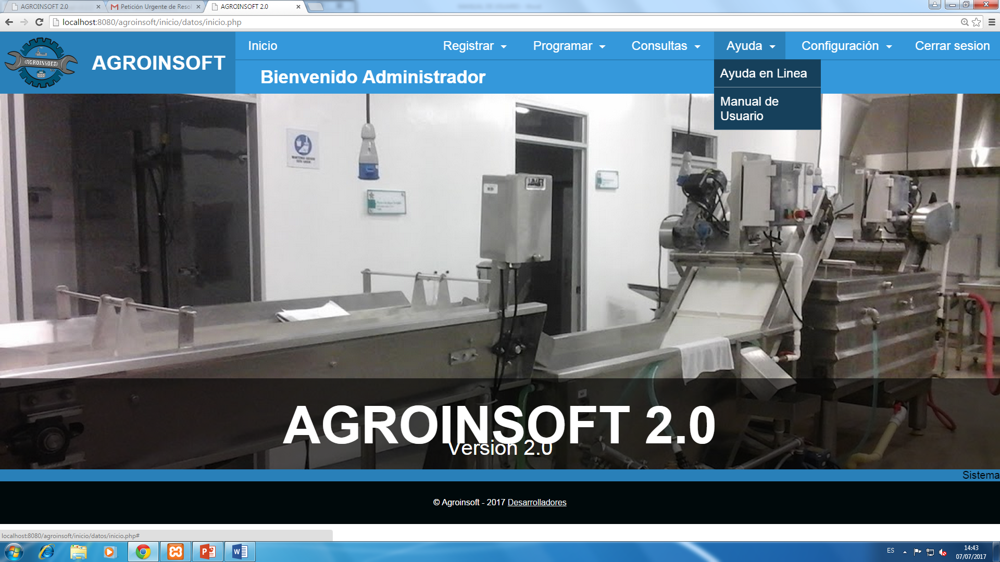 AGROINSOFT 2.0
Petición Urgente de Resol
AGROINSOFT 2.0
localhost:8080/agroinsoft/inicio/datos/inicio.php
AGROINSOFT
AGROINSOFT
Inicio
Registrar
Programar
Consultas
Ayuda
Configuración
Cerrar sesion
Bienvenido Administrador
Ayuda en Linea
Manual de
Usuario
AGROINSOFT 2.0
Version 2.0
Sistema
© Agroinsoft - 2017 Desarrolladores
localhost:8080/agroinsoft/inicio/datos/inicio.php#
ES
14:43
07/07/2017